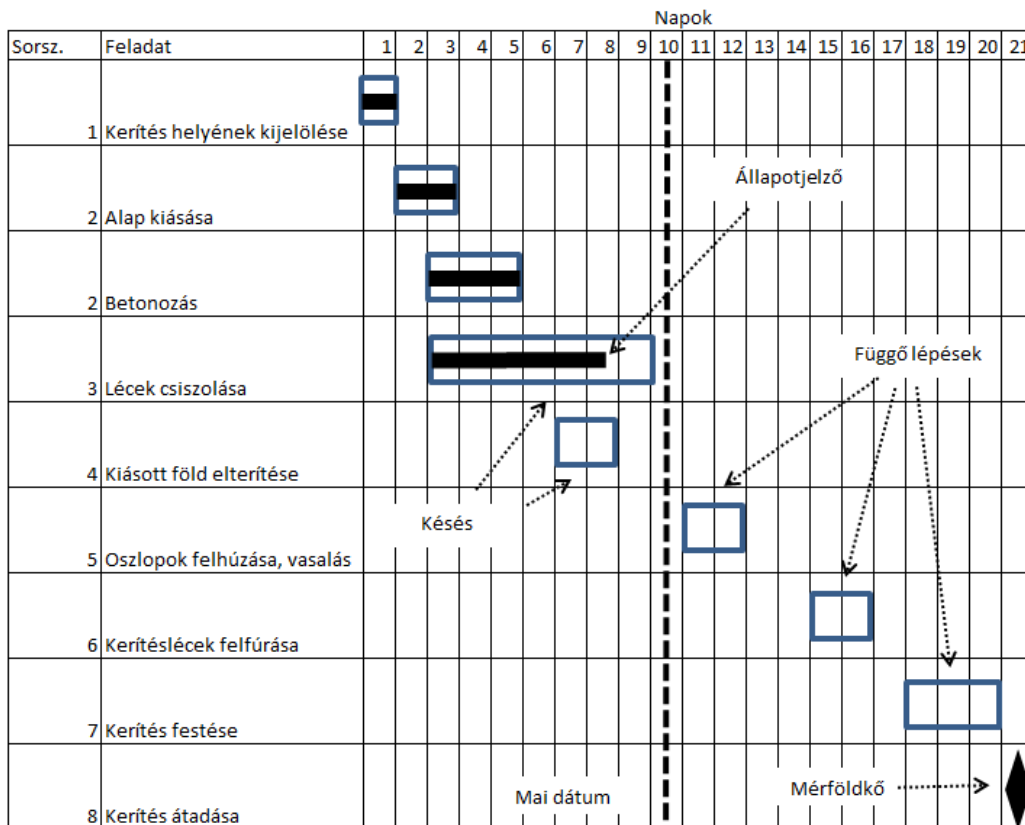 Napok
Sorsz. Feladat 1 2 3 4 5 6 7 8 9 10 11 12 13 14 15 16 17 18 19 20 21
1 Kerítés helyének kijelölése
Állapotjelző
2 Alap kiásása
2 Betonozás
Függő lépések
3 Lécek csiszolása
4 Kiásott föld elterítése
Késés
5 Oszlopok felhúzása, vasalás
6 Kerítéslécek felfúrása
7 Kerítés festése
Mai dátum
Mérföldkő
8 Kerítés átadása